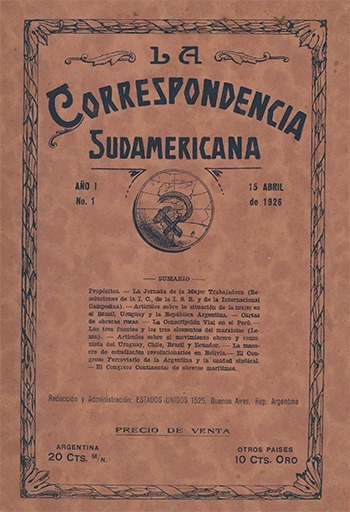 LA
CORRESPONDENCIA
SUDAMERICANA
AÑO I
No. 1
15 ABRIL
de 1926
— SUMARIO —
Propósitos. — La Jornada de la Mujer Trabajadora (Re-
soluciones de la I. C., de la I. S. R. y de la Internacional
Campesina). — Artículos sobre la situación de la mujer en
el Brasil, Uruguay y la República Argentina. — Cartas
de obreras rusas. — La Conscripción Vial en el Perú. —
Las tres fuentes y los tres elementos del marxismo (Le-
nan). — Artículos sobre el movimiento obrero y comu-
nista del Uruguay, Chile, Brasil y Ecuador. — La masa-
cre de estudiantes revolucionarios en Bolivia. — El Con-
greso Ferroviario de la Argentina y la unidad sindical.
— El Congreso Continental de obreros marítimos.
Redacción y Administración: ESTADOS UNIDOS 1525, Buenos Aires, Rep. Argentina
PRECIO DE VENTA
ARGENTINA
20 CTS. M/N.
OTROS PAISES
10 CTS. ORO